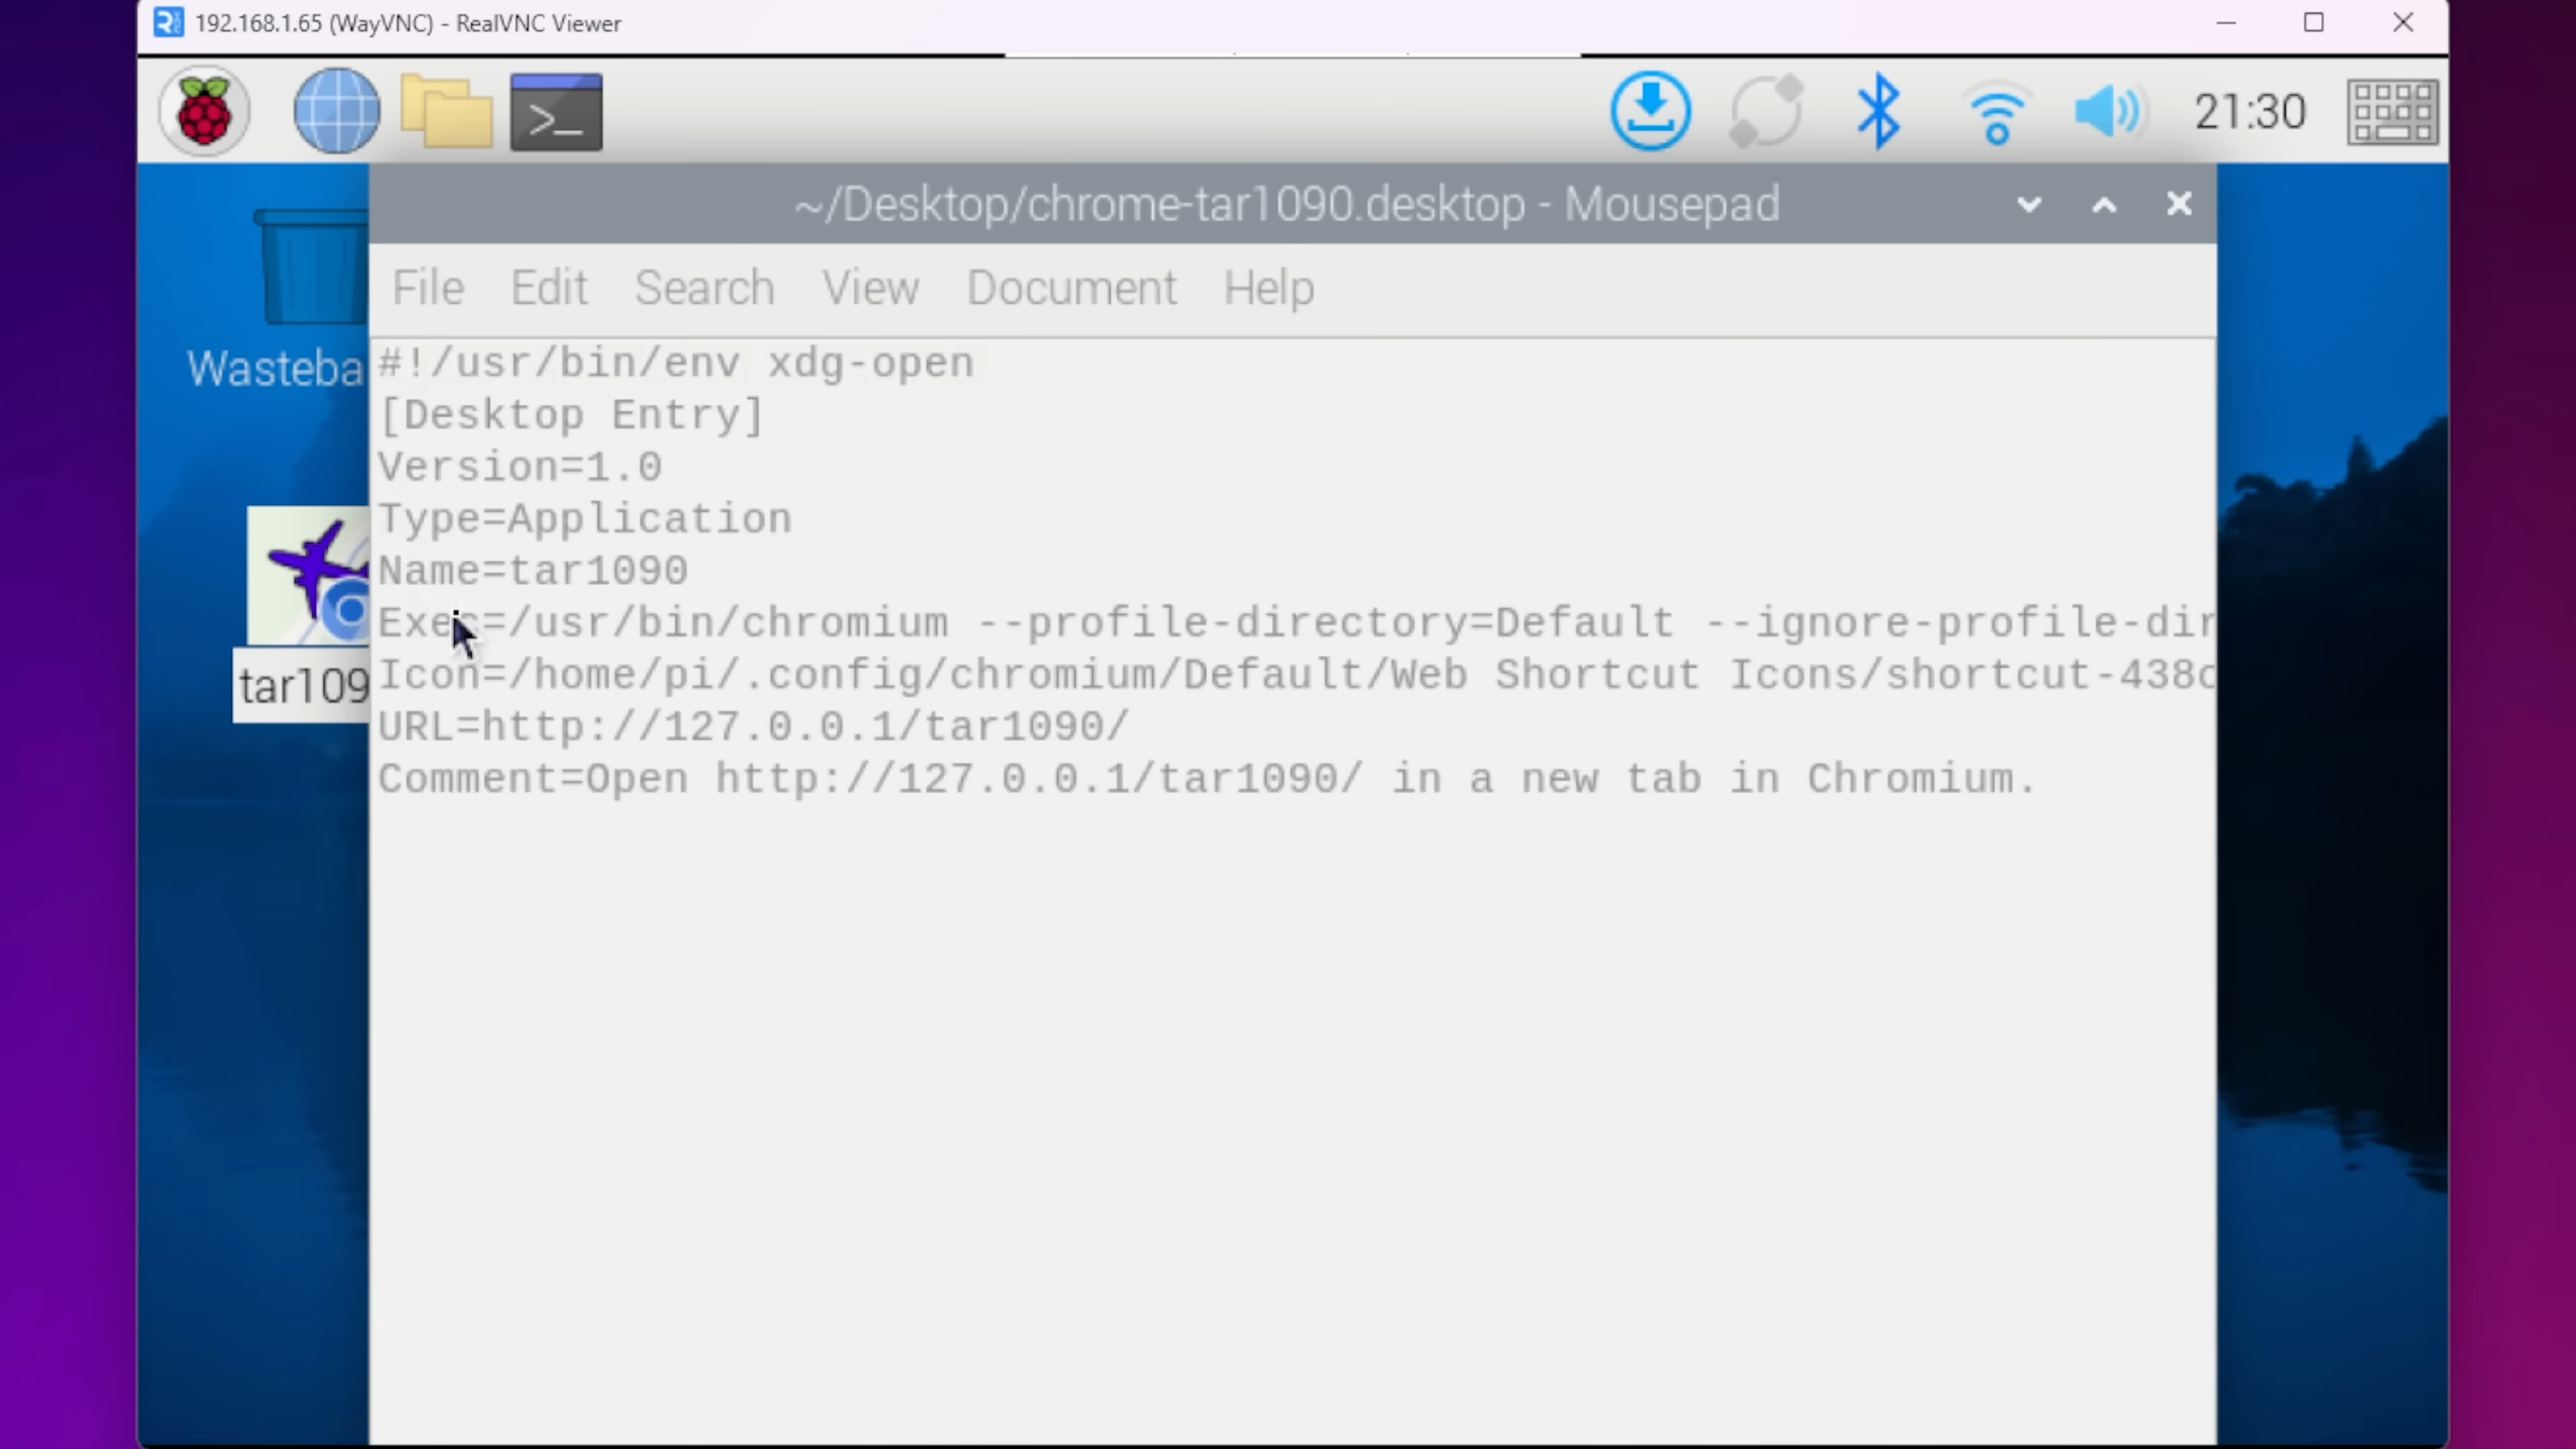 192.168.1.65 (WayVNC) - RealVNC Viewer
21:30
~/Desktop/chrome-tar1090.desktop - Mousepad
File Edit Search View Document Help
Wasteba
tar109
#!/usr/bin/env xdg-open
[Desktop Entry]
Version=1.0
Type=Application
Name=tar1090
Exec=/usr/bin/chromium --profile-directory=Default --ignore-profile-dir
Icon=/home/pi/.config/chromium/Default/Web Shortcut Icons/shortcut-438c
URL=http://127.0.0.1/tar1090/
Comment=Open http://127.0.0.1/tar1090/ in a new tab in Chromium.